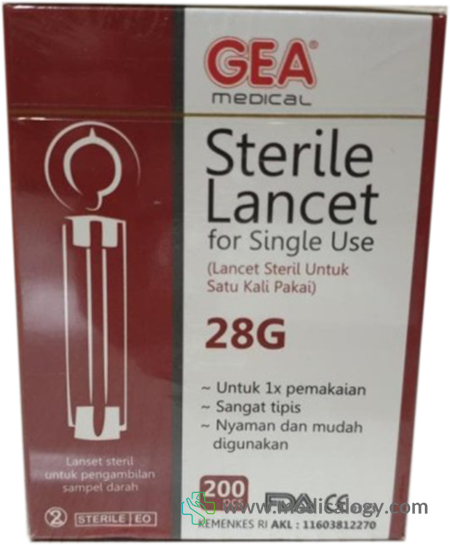 GEA®
MEDICAL
Sterile
Lancet
for Single Use
(Lancet Steril Untuk
Satu Kali Pakai)
28G
~ Untuk 1x pemakaian
~ Sangat tipis
~ Nyaman dan mudah
digunakan
Lanset steril
untuk pengambilan
sampel darah
2 STERILE EO
200
PCS
FDA CE
www.medicalogy.com
KEMENKES RI AKL : 11603812270